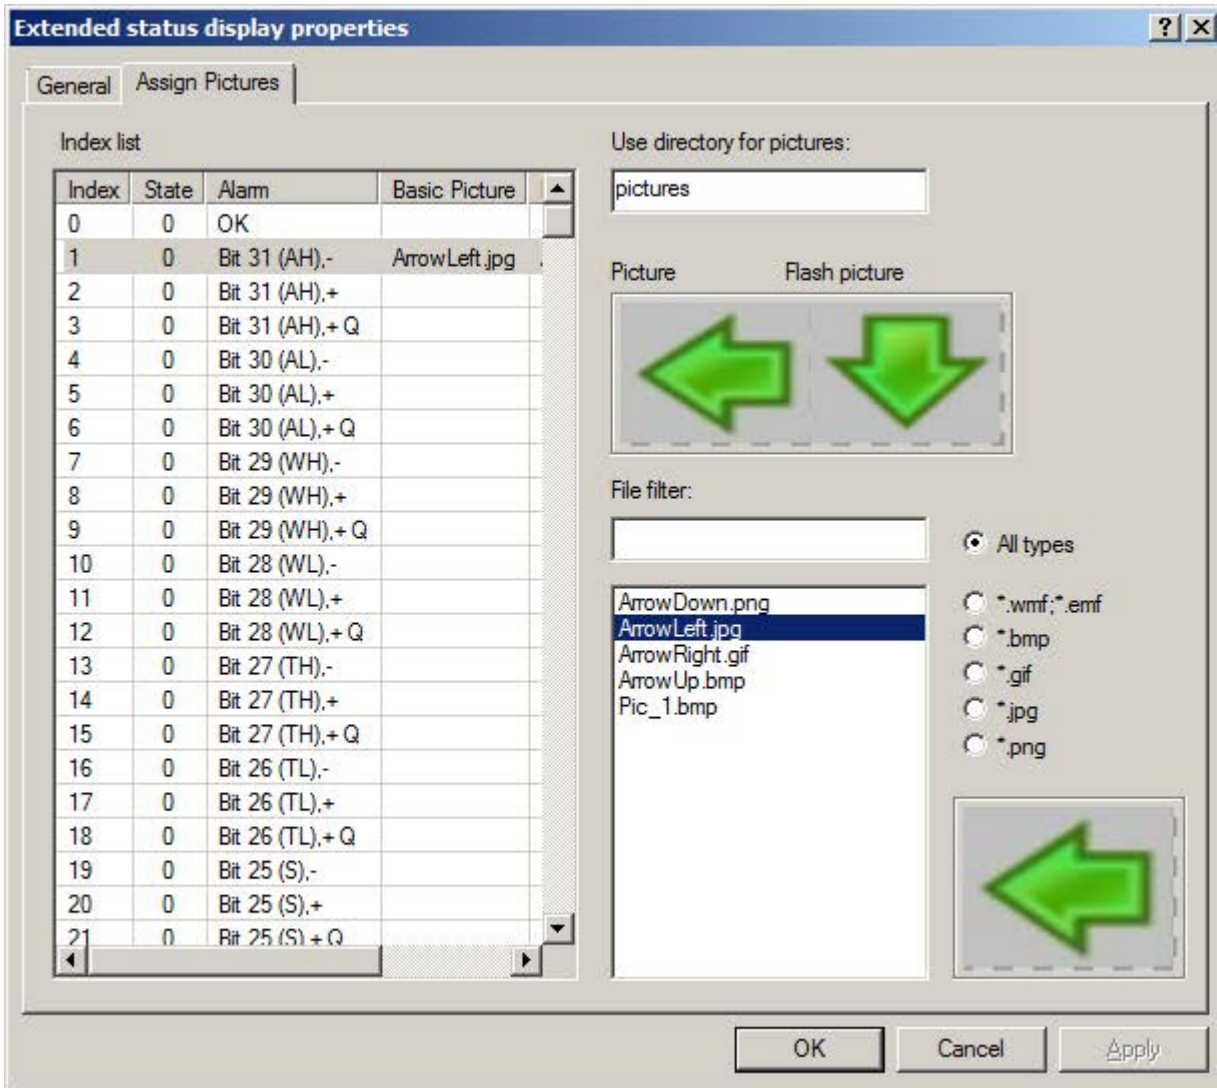 Extended status display properties
General Assign Pictures
Index list
Index State Alarm Basic Picture
0 0 OK
1 0 Bit 31 (AH),- ArrowLeft.jpg
2 0 Bit 31 (AH),+
3 0 Bit 31 (AH),+ Q
4 0 Bit 30 (AL),-
5 0 Bit 30 (AL),+
6 0 Bit 30 (AL),+ Q
7 0 Bit 29 (WH),-
8 0 Bit 29 (WH),+
9 0 Bit 29 (WH),+ Q
10 0 Bit 28 (WL),-
11 0 Bit 28 (WL),+
12 0 Bit 28 (WL),+ Q
13 0 Bit 27 (TH),-
14 0 Bit 27 (TH),+
15 0 Bit 27 (TH),+ Q
16 0 Bit 26 (TL),-
17 0 Bit 26 (TL),+
18 0 Bit 26 (TL),+ Q
19 0 Bit 25 (S),-
20 0 Bit 25 (S),+
21 0 Bit 25 (S),+ Q
Use directory for pictures:
pictures
Picture Flash picture
File filter:
All types
ArrowDown.png
ArrowLeft.jpg
ArrowRight.gif
ArrowUp.bmp
Pic_1.bmp
*.wmf;*.emf
*.bmp
*.gif
*.jpg
*.png
OK Cancel Apply